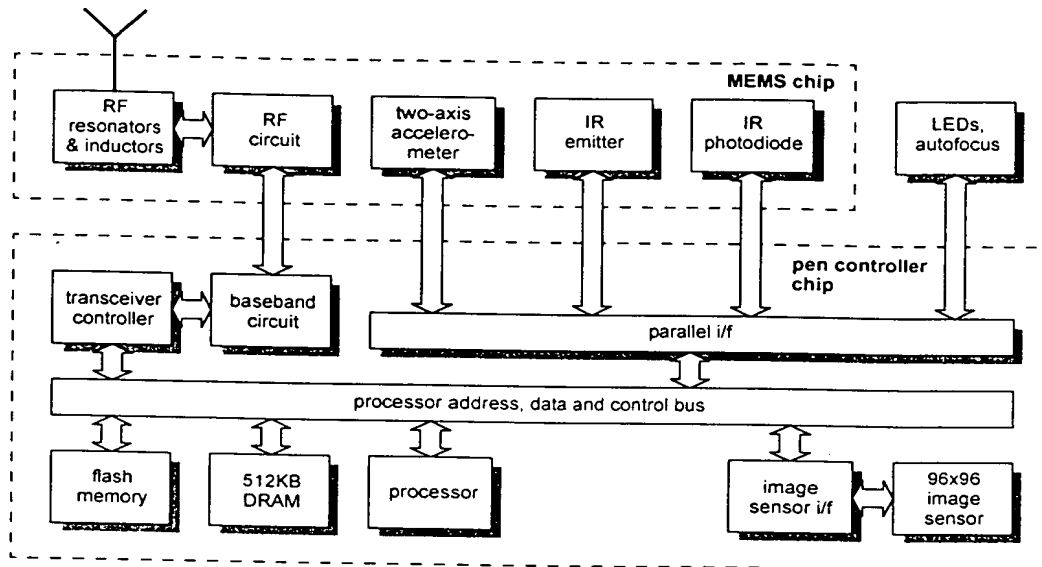 MEMS chip
RF
resonators
& inductors
RF
circuit
two-axis
accelero-
meter
IR
emitter
IR
photodiode
LEDs,
autofocus
pen controller
chip
transceiver
controller
baseband
circuit
parallel i/f
processor address, data and control bus
flash
memory
512KB
DRAM
processor
image
sensor i/f
96x96
image
sensor